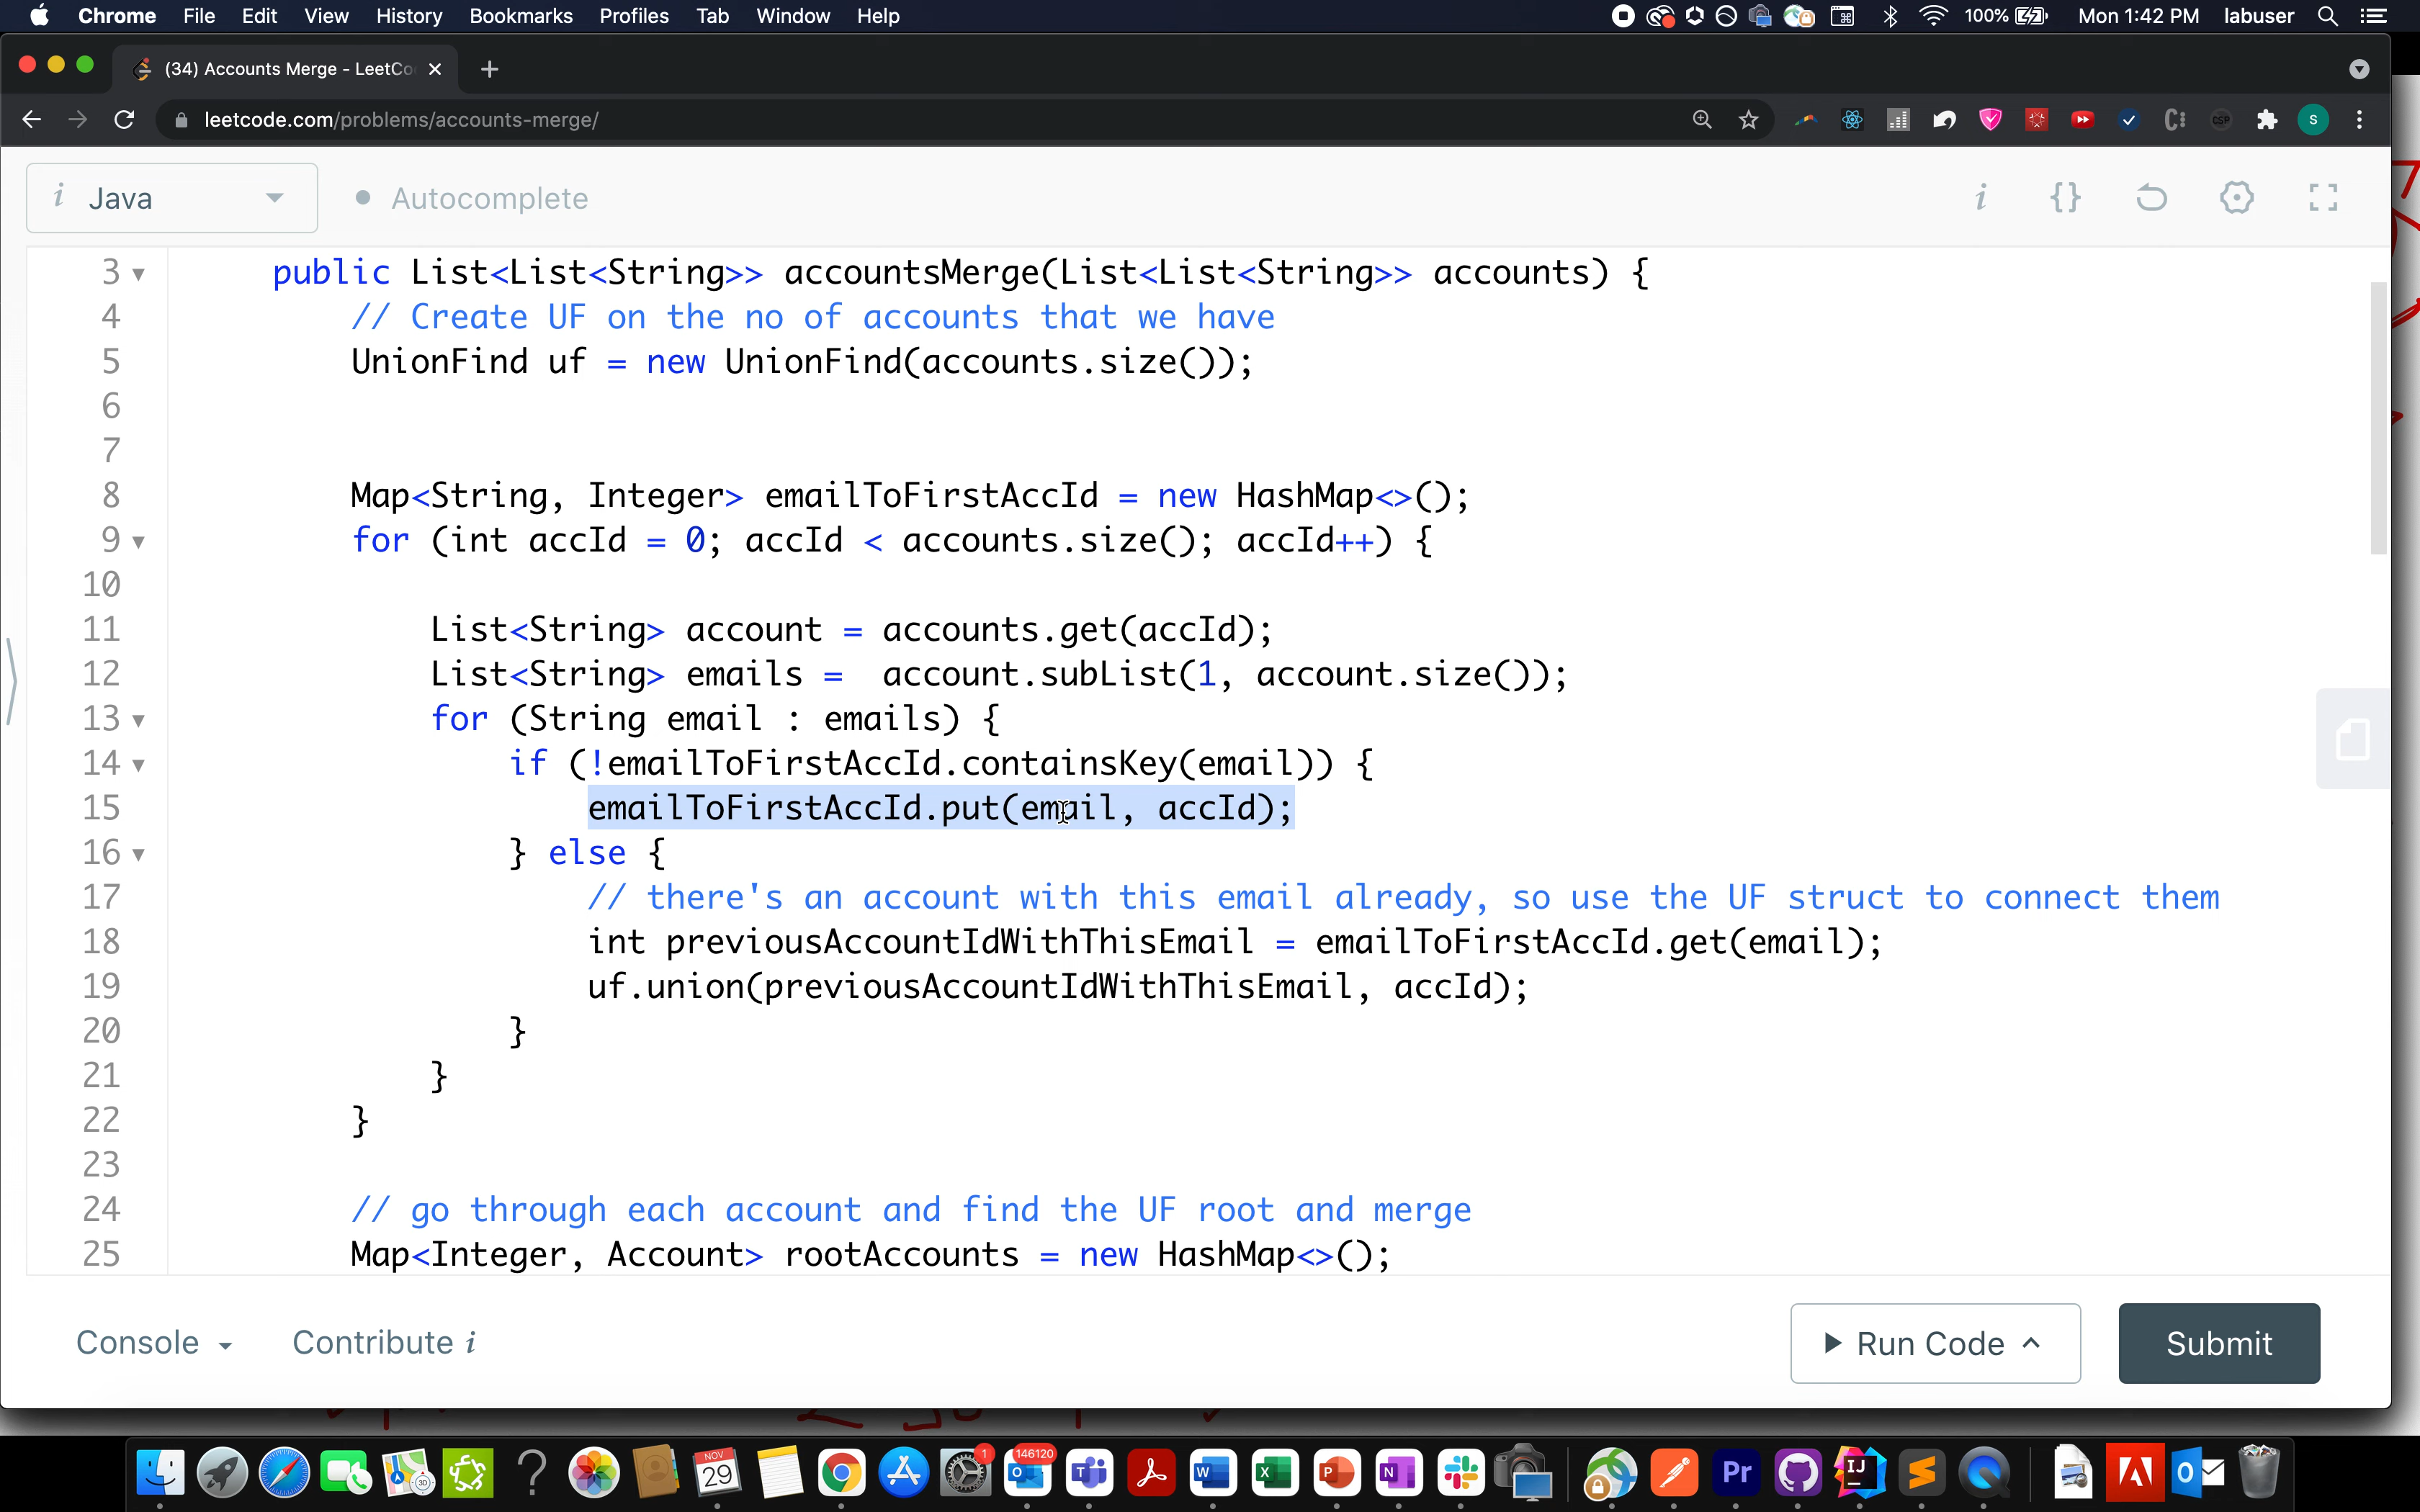 Chrome File Edit View History Bookmarks Profiles Tab Window Help 100% Mon 1:42 PM labuser
(34) Accounts Merge - LeetCo
leetcode.com/problems/accounts-merge/
CSP S
i Java Autocomplete i {}
3 public List<List<String>> accountsMerge(List<List<String>> accounts) {
4 // Create UF on the no of accounts that we have
5 UnionFind uf = new UnionFind(accounts.size());
6
7
8 Map<String, Integer> emailToFirstAccId = new HashMap<>();
9 for (int accId = 0; accId < accounts.size(); accId++) {
10
11 List<String> account = accounts.get(accId);
12 List<String> emails =  account.subList(1, account.size());
13 for (String email : emails) {
14 if (!emailToFirstAccId.containsKey(email)) {
15 emailToFirstAccId.put(email, accId);
16 } else {
17 // there's an account with this email already, so use the UF struct to connect them
18 int previousAccountIdWithThisEmail = emailToFirstAccId.get(email);
19 uf.union(previousAccountIdWithThisEmail, accId);
20 }
21 }
22 }
23
24 // go through each account and find the UF root and merge
25 Map<Integer, Account> rootAccounts = new HashMap<>();
Console Contribute i Run Code Submit
NOV 29 1 146120 Pr IJ